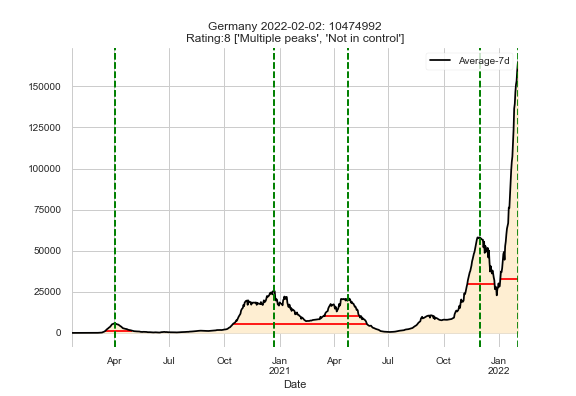 Germany 2022-02-02: 10474992
Rating:8 ['Multiple peaks', 'Not in control']
Average-7d
150000
125000
100000
75000
50000
25000
0
Apr
Jul
Oct
Jan
2021
Apr
Jul
Oct
Jan
2022
Date